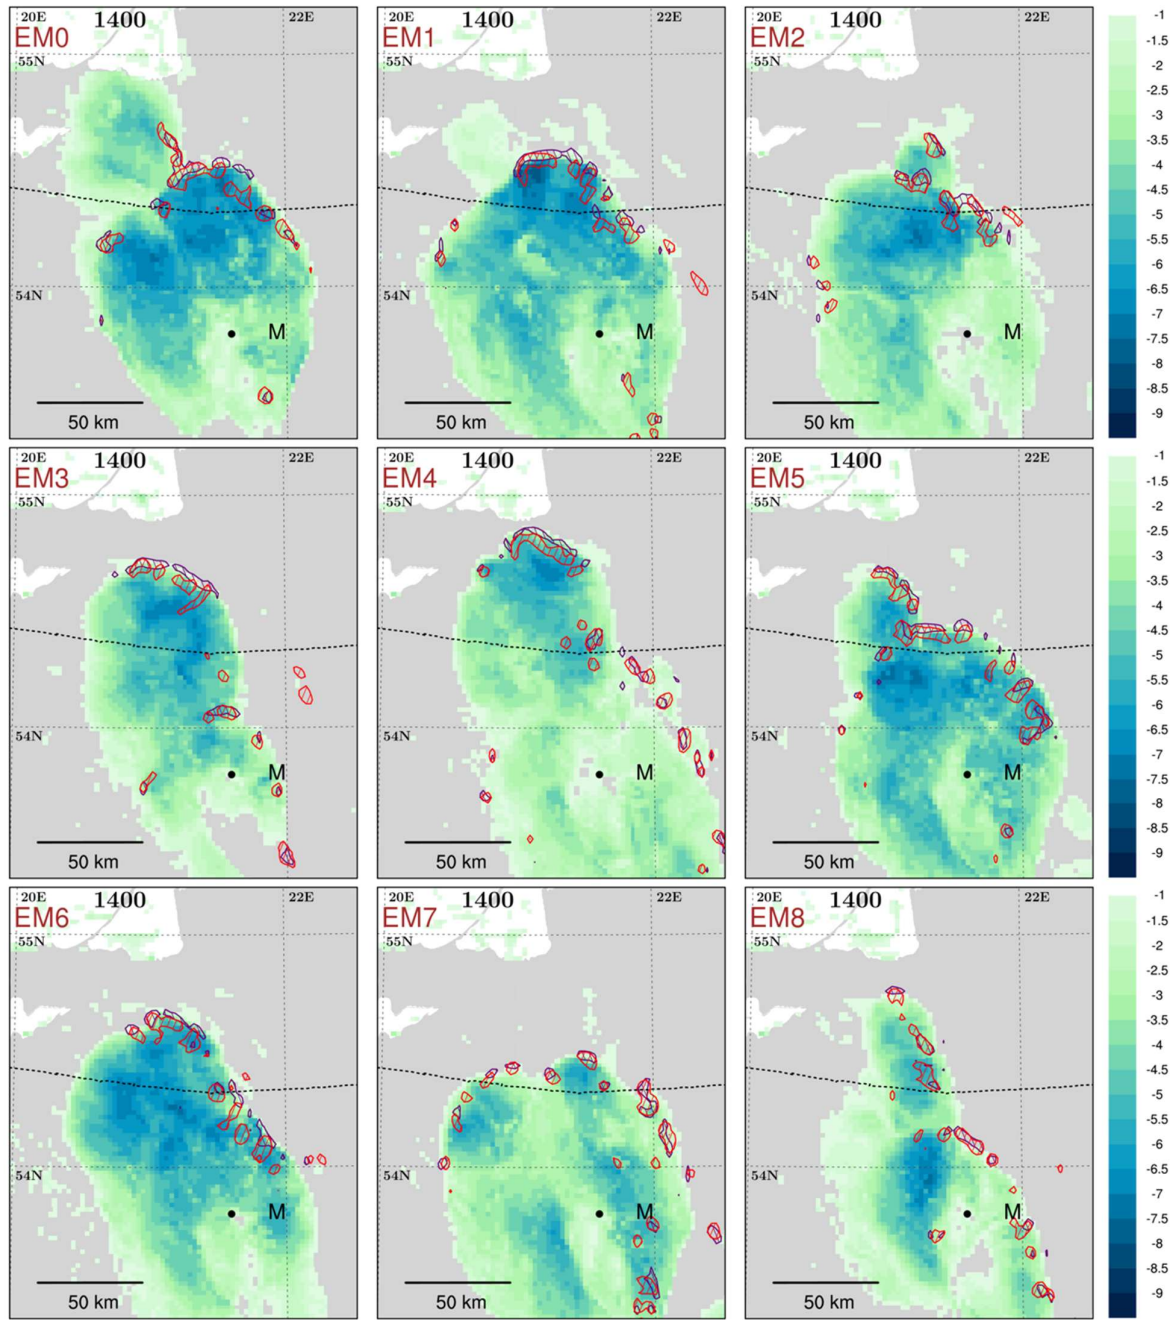 20E 1400 22E
EM0
55N
54N
M
50 km
20E 1400 22E
EM1
55N
54N
M
50 km
20E 1400 22E
EM2
55N
54N
M
50 km
-1
-1.5
-2
-2.5
-3
-3.5
-4
-4.5
-5
-5.5
-6
-6.5
-7
-7.5
-8
-8.5
-9
20E 1400 22E
EM3
55N
54N
M
50 km
20E 1400 22E
EM4
55N
54N
M
50 km
20E 1400 22E
EM5
55N
54N
M
50 km
-1
-1.5
-2
-2.5
-3
-3.5
-4
-4.5
-5
-5.5
-6
-6.5
-7
-7.5
-8
-8.5
-9
20E 1400 22E
EM6
55N
54N
M
50 km
20E 1400 22E
EM7
55N
54N
M
50 km
20E 1400 22E
EM8
55N
54N
M
50 km
-1
-1.5
-2
-2.5
-3
-3.5
-4
-4.5
-5
-5.5
-6
-6.5
-7
-7.5
-8
-8.5
-9